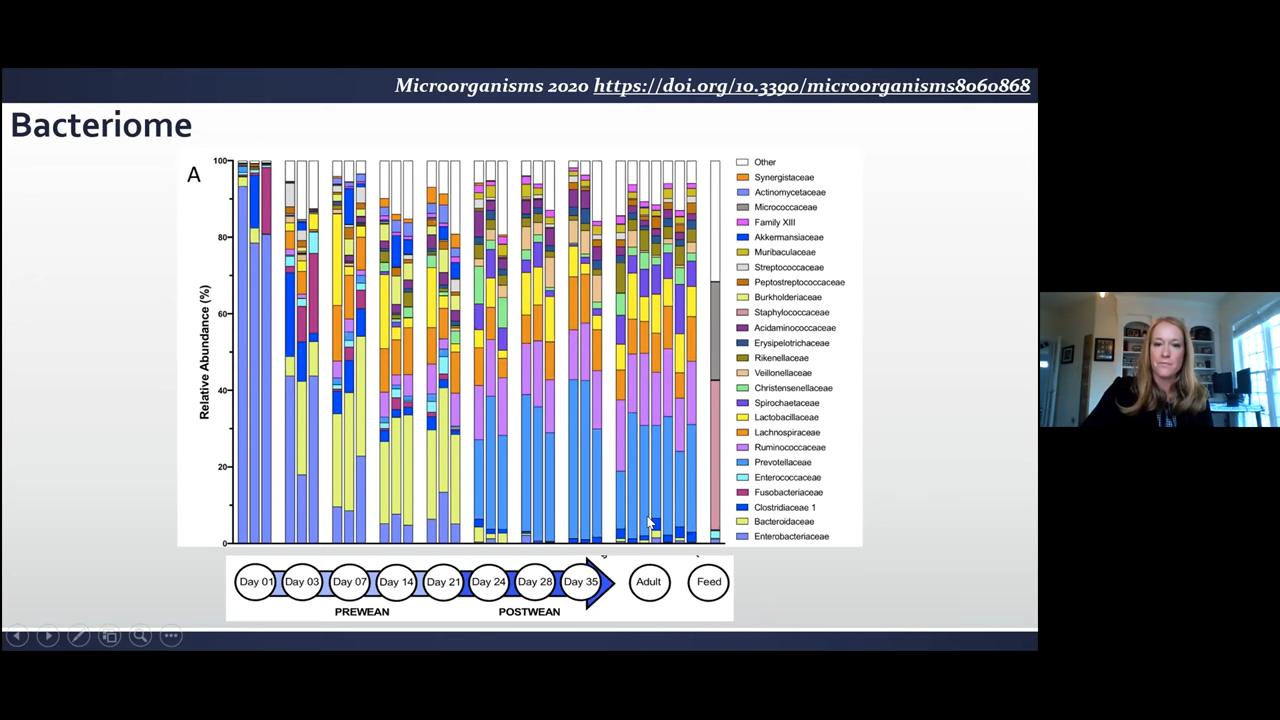 Microorganisms 2020 https://doi.org/10.3390/microorganisms8060868
Bacteriome
A
Relative Abundance (%)
100
80
60
40
20
0
Other
Synergistaceae
Actinomycetaceae
Micrococcaceae
Family XIII
Akkermansiaceae
Muribaculaceae
Streptococcaceae
Peptostreptococcaceae
Burkholderiaceae
Staphylococcaceae
Acidaminococcaceae
Erysipelotrichaceae
Rikenellaceae
Veillonellaceae
Christensenellaceae
Spirochaetaceae
Lactobacillaceae
Lachnospiraceae
Ruminococcaceae
Prevotellaceae
Enterococcaceae
Fusobacteriaceae
Clostridiaceae 1
Bacteroidaceae
Enterobacteriaceae
Day 01 Day 03 Day 07 Day 14 Day 21 Day 24 Day 28 Day 35 Adult Feed
PREWEAN POSTWEAN